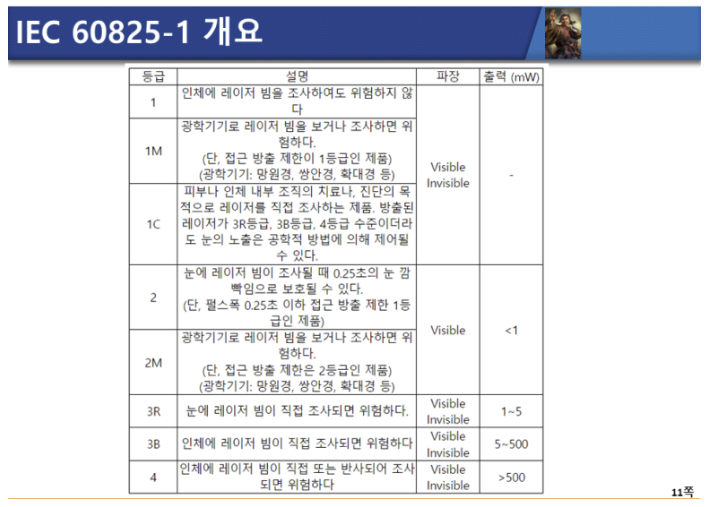 IEC 60825-1 개요
등급 설명 파장 출력 (mW)
1
인체에 레이저 빔을 조사하여도 위험하지 않
다
1M
광학기기로 레이저 빔을 보거나 조사하면 위
험하다.
(단, 접근 방출 제한이 1등급인 제품)
(광학기기: 망원경, 쌍안경, 확대경 등)
1C
피부나 인체 내부 조직의 치료나, 진단의 목
적으로 레이저를 직접 조사하는 제품. 방출된
레이저가 3R등급, 3B등급, 4등급 수준이더라
도 눈의 노출은 공학적 방법에 의해 제어될
수 있다.
Visible
Invisible
-
2
눈에 레이저 빔이 조사될 때 0.25초의 눈 깜
빡임으로 보호될 수 있다.
(단, 펄스폭 0.25초 이하 접근 방출 제한 1등
급인 제품)
2M
광학기기로 레이저 빔을 보거나 조사하면 위
험하다.
(단, 접근 방출 제한은 2등급인 제품)
(광학기기: 망원경, 쌍안경, 확대경 등)
Visible
<1
3R
눈에 레이저 빔이 직접 조사되면 위험하다.
Visible
Invisible
1~5
3B
인체에 레이저 빔이 직접 조사되면 위험하다
Visible
Invisible
5~500
4
인체에 레이저 빔이 직접 또는 반사되어 조사
되면 위험하다
Visible
Invisible
>500
11쪽